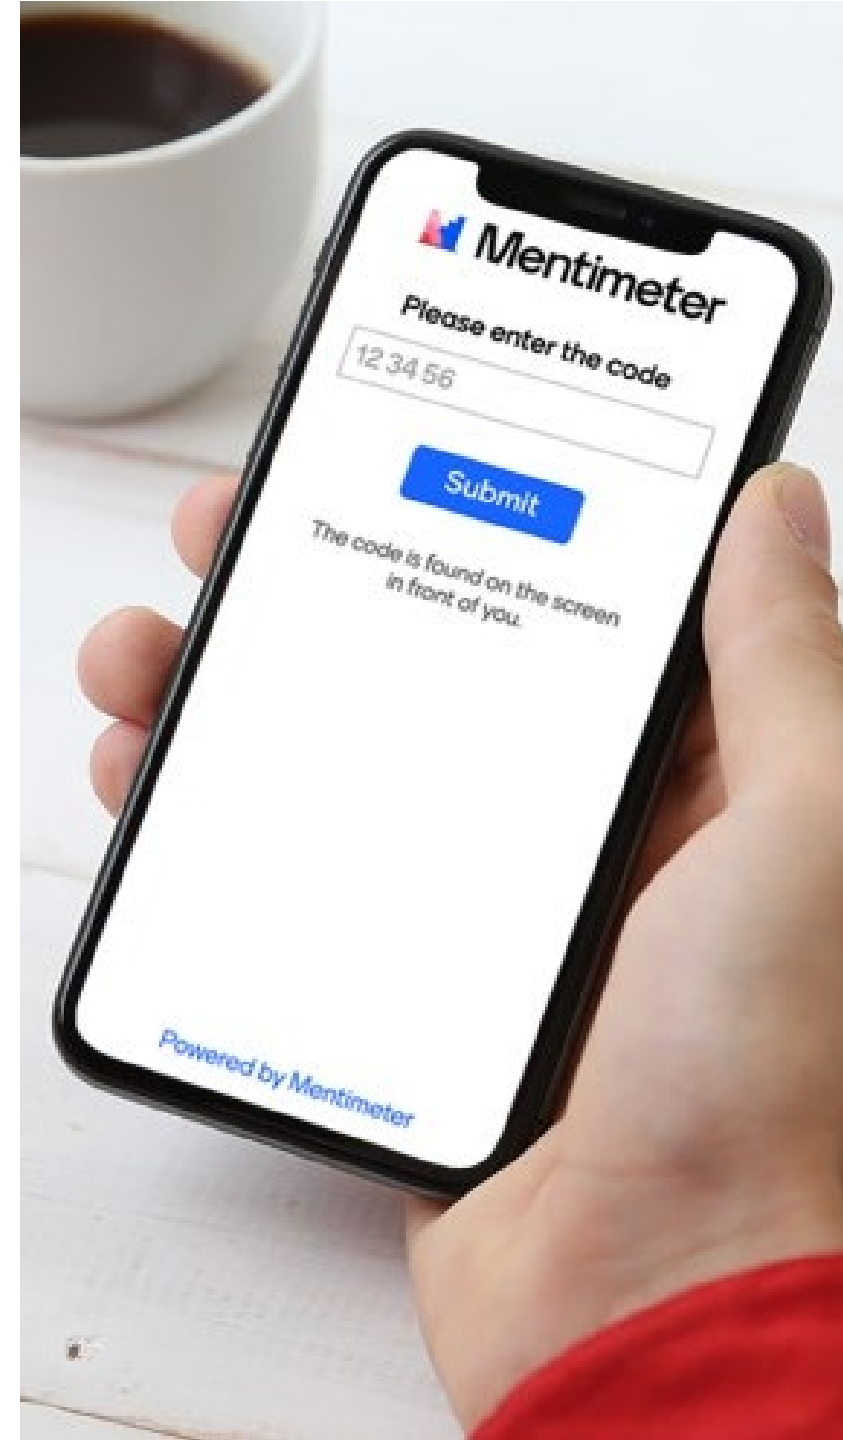 Mentimeter
Please enter the code
12 34 56
Submit
The code is found on the screen
in front of you.
Powered by Mentimeter